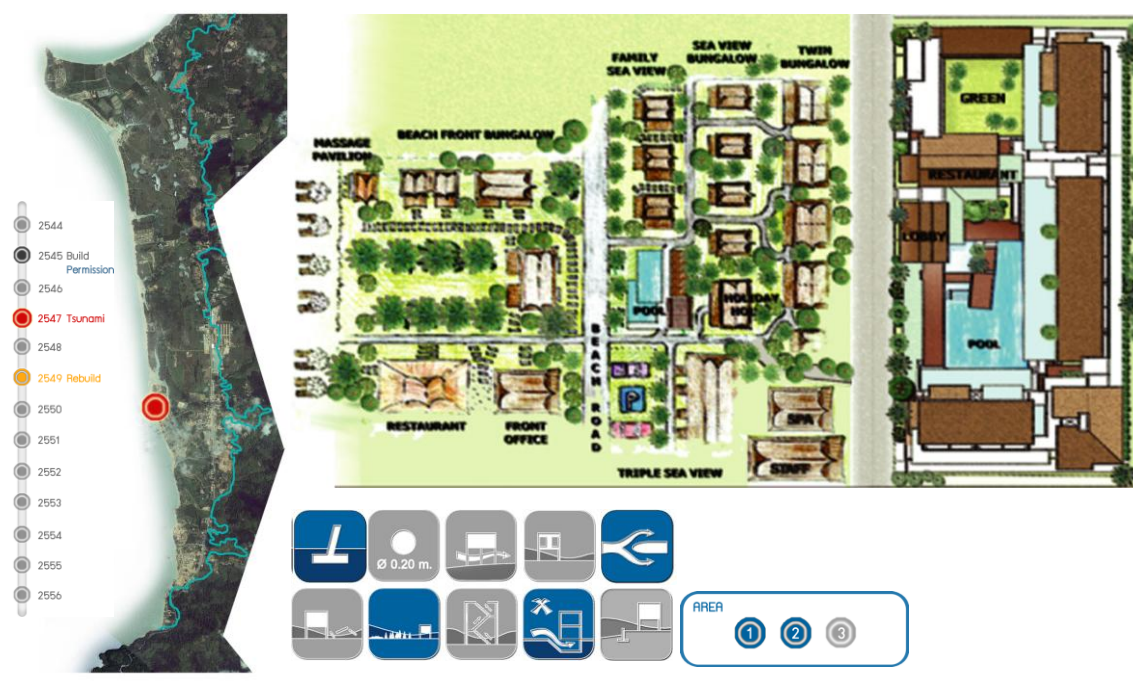 2544
2545 Build
Permission
2546
2547 Tsunami
2548
2549 Rebuild
2550
2551
2552
2553
2554
2555
2556
MASSAGE
PAVILION
BEACH FRONT BUNGALOW
FAMILY
SEA VIEW
SEA VIEW
BUNGALOW
TWIN
BUNGALOW
POOL
HOLIDAY
BEACH ROAD
P
RESTAURANT
FRONT
OFFICE
TRIPLE SEA VIEW
SPA
STAFF
GREEN
RESTAURANT
LOBBY
POOL
Ø 0.20 m.
AREA
1 2 3